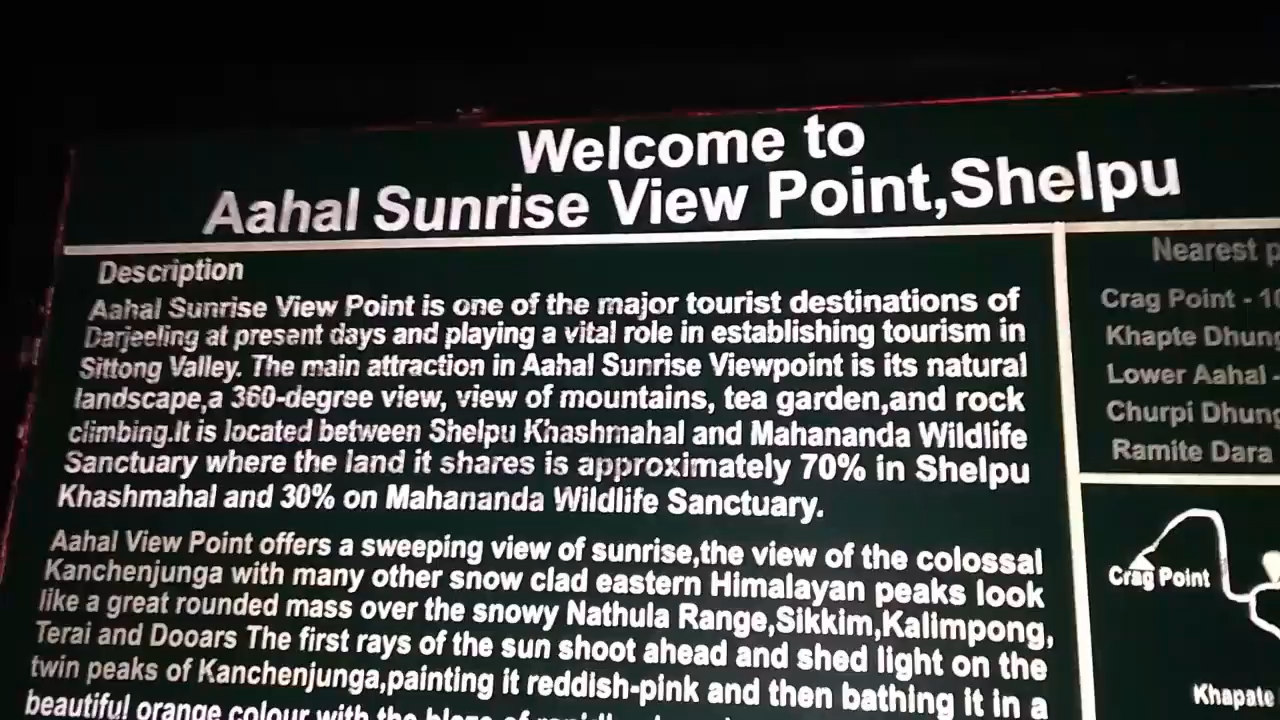 Welcome to
Aahal Sunrise View Point,Shelpu
Description
Aahal Sunrise View Point is one of the major tourist destinations of
Darjeeling at present days and playing a vital role in establishing tourism in
Sittong Valley. The main attraction in Aahal Sunrise Viewpoint is its natural
landscape,a 360-degree view, view of mountains, tea garden,and rock
climbing.It is located between Shelpu Khashmahal and Mahananda Wildlife
Sanctuary where the land it shares is approximately 70% in Shelpu
Khashmahal and 30% on Mahananda Wildlife Sanctuary.
Aahal View Point offers a sweeping view of sunrise,the view of the colossal
Kanchenjunga with many other snow clad eastern Himalayan peaks look
like a great rounded mass over the snowy Nathula Range,Sikkim,Kalimpong,
Terai and Dooars The first rays of the sun shoot ahead and shed light on the
twin peaks of Kanchenjunga,painting it reddish-pink and then bathing it in a
beautiful orange colour with the blaze of
Nearest
Crag Point -
Khapte
Lower Aahal -
Churpi
Ramite Dara
Crag Point
Khapate